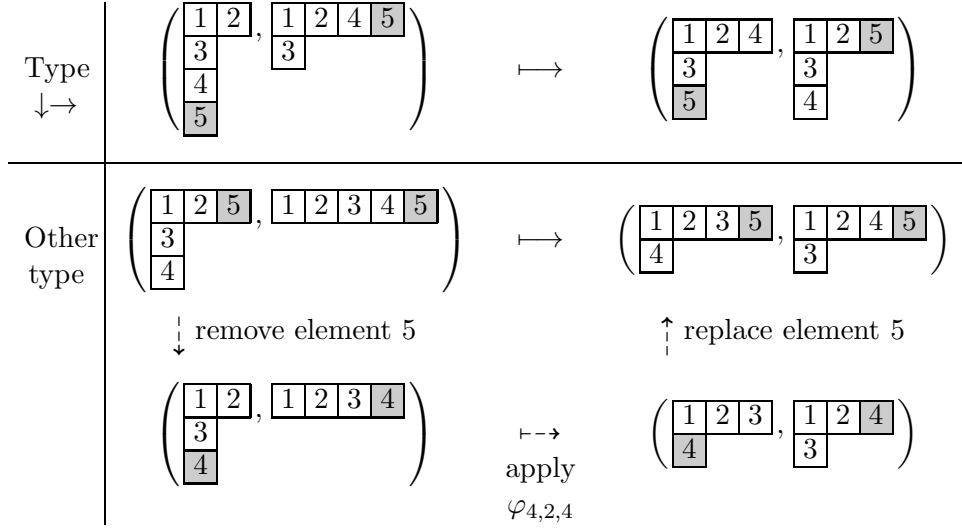 Type
↓→
( 1 2 , 1 2 4 5 ) ⟼ ( 1 2 4 , 1 2 5 )
3 3 3 3
4 5 4
5
Other
type
( 1 2 5 , 1 2 3 4 5 ) ⟼ ( 1 2 3 5 , 1 2 4 5 )
3 4 3
4
remove element 5
replace element 5
( 1 2 , 1 2 3 4 ) ⇢ ( 1 2 3 , 1 2 4 )
3 4 3
4
apply
φ4,2,4